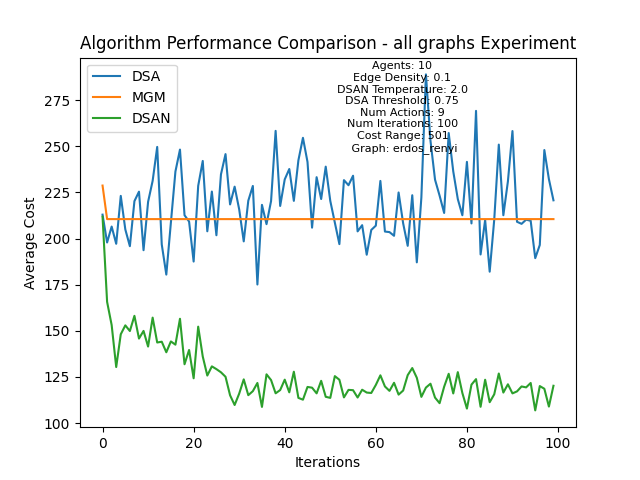 Algorithm Performance Comparison - all graphs Experiment
DSA
MGM
DSAN
Agents: 10
Edge Density: 0.1
DSAN Temperature: 2.0
DSA Threshold: 0.75
Num Actions: 9
Num Iterations: 100
Cost Range: 501
Graph: erdos_renyi
Average Cost
275
250
225
200
175
150
125
100
0
20
40
60
80
100
Iterations